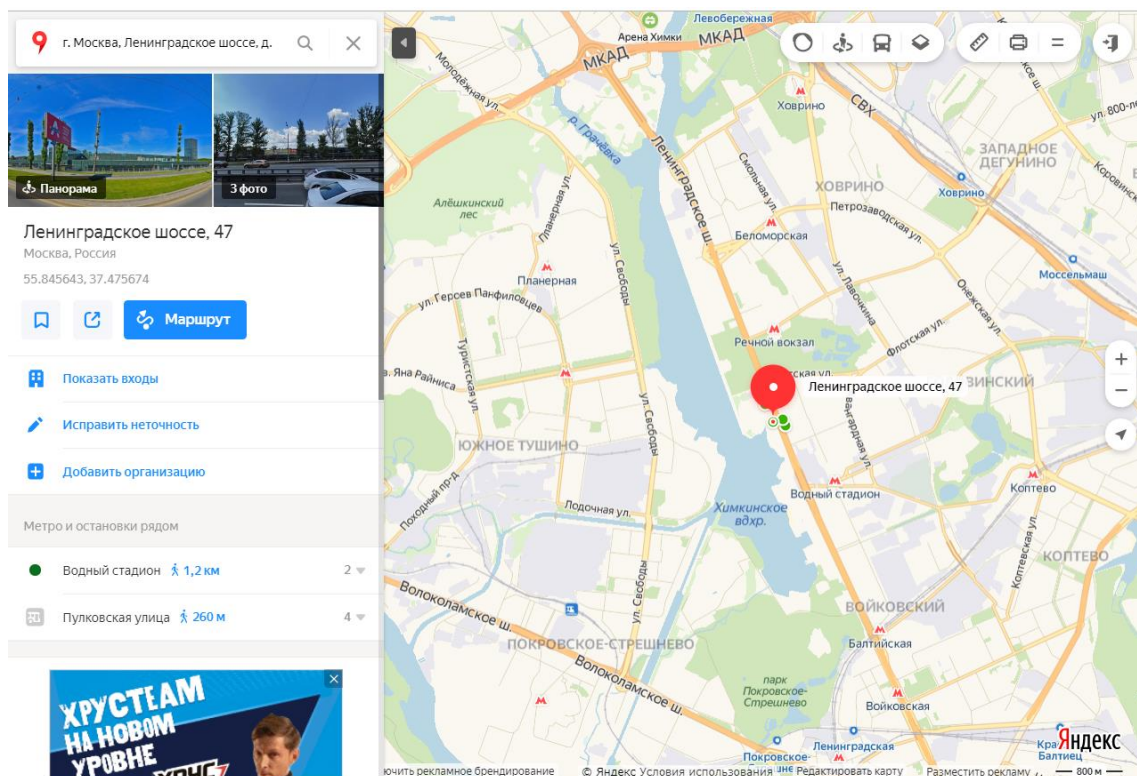 г. Москва, Ленинградское шоссе, д.
Панорама
3 фото
Ленинградское шоссе, 47
Москва, Россия
55.845643, 37.475674
Маршрут
Показать входы
Исправить неточность
Добавить организацию
Метро и остановки рядом
Водный стадион 1,2 км 2
Пулковская улица 260 м 4
ХРУСТЕАМ
НА НОВОМ
УРОВНЕ
Левобережная
Арена Химки
МКАД
МКАД
Молодёжная ул.
р. Грачёвка
Ховрино
СВХ
ЗАПАДНОЕ
ДЕГУНИНО
Ленинградское ш.
Смольная ул.
ХОВРИНО
Ховрино
Алёшкинский
лес
Планерная ул.
Петрозаводская ул.
Беломорская
ул. Свободы
Планерная
Моссельмаш
ул. Героев Панфиловцев
ул. Лавочкина
Онежская ул.
Речной вокзал
Флотская ул.
Туристская ул.
Ленинградское шоссе, 47
ул. Свободы
ЮЖНОЕ ТУШИНО
Водный стадион
Коптево
Походный пр-д
Лодочная ул.
Химкинское
вдхр.
Коптевская ул.
КОПТЕВО
ул. Свободы
Волоколамское ш.
ВОЙКОВСКИЙ
ПОКРОВСКОЕ-СТРЕШНЕВО
Балтийская
Волоколамское ш.
парк
Покровское-
Стрешнево
Войковская
Ленинградская
Покровское-
Балтиец
Яндекс
© Яндекс Условия использования
Редактировать карту
Разместить рекламу
800 м